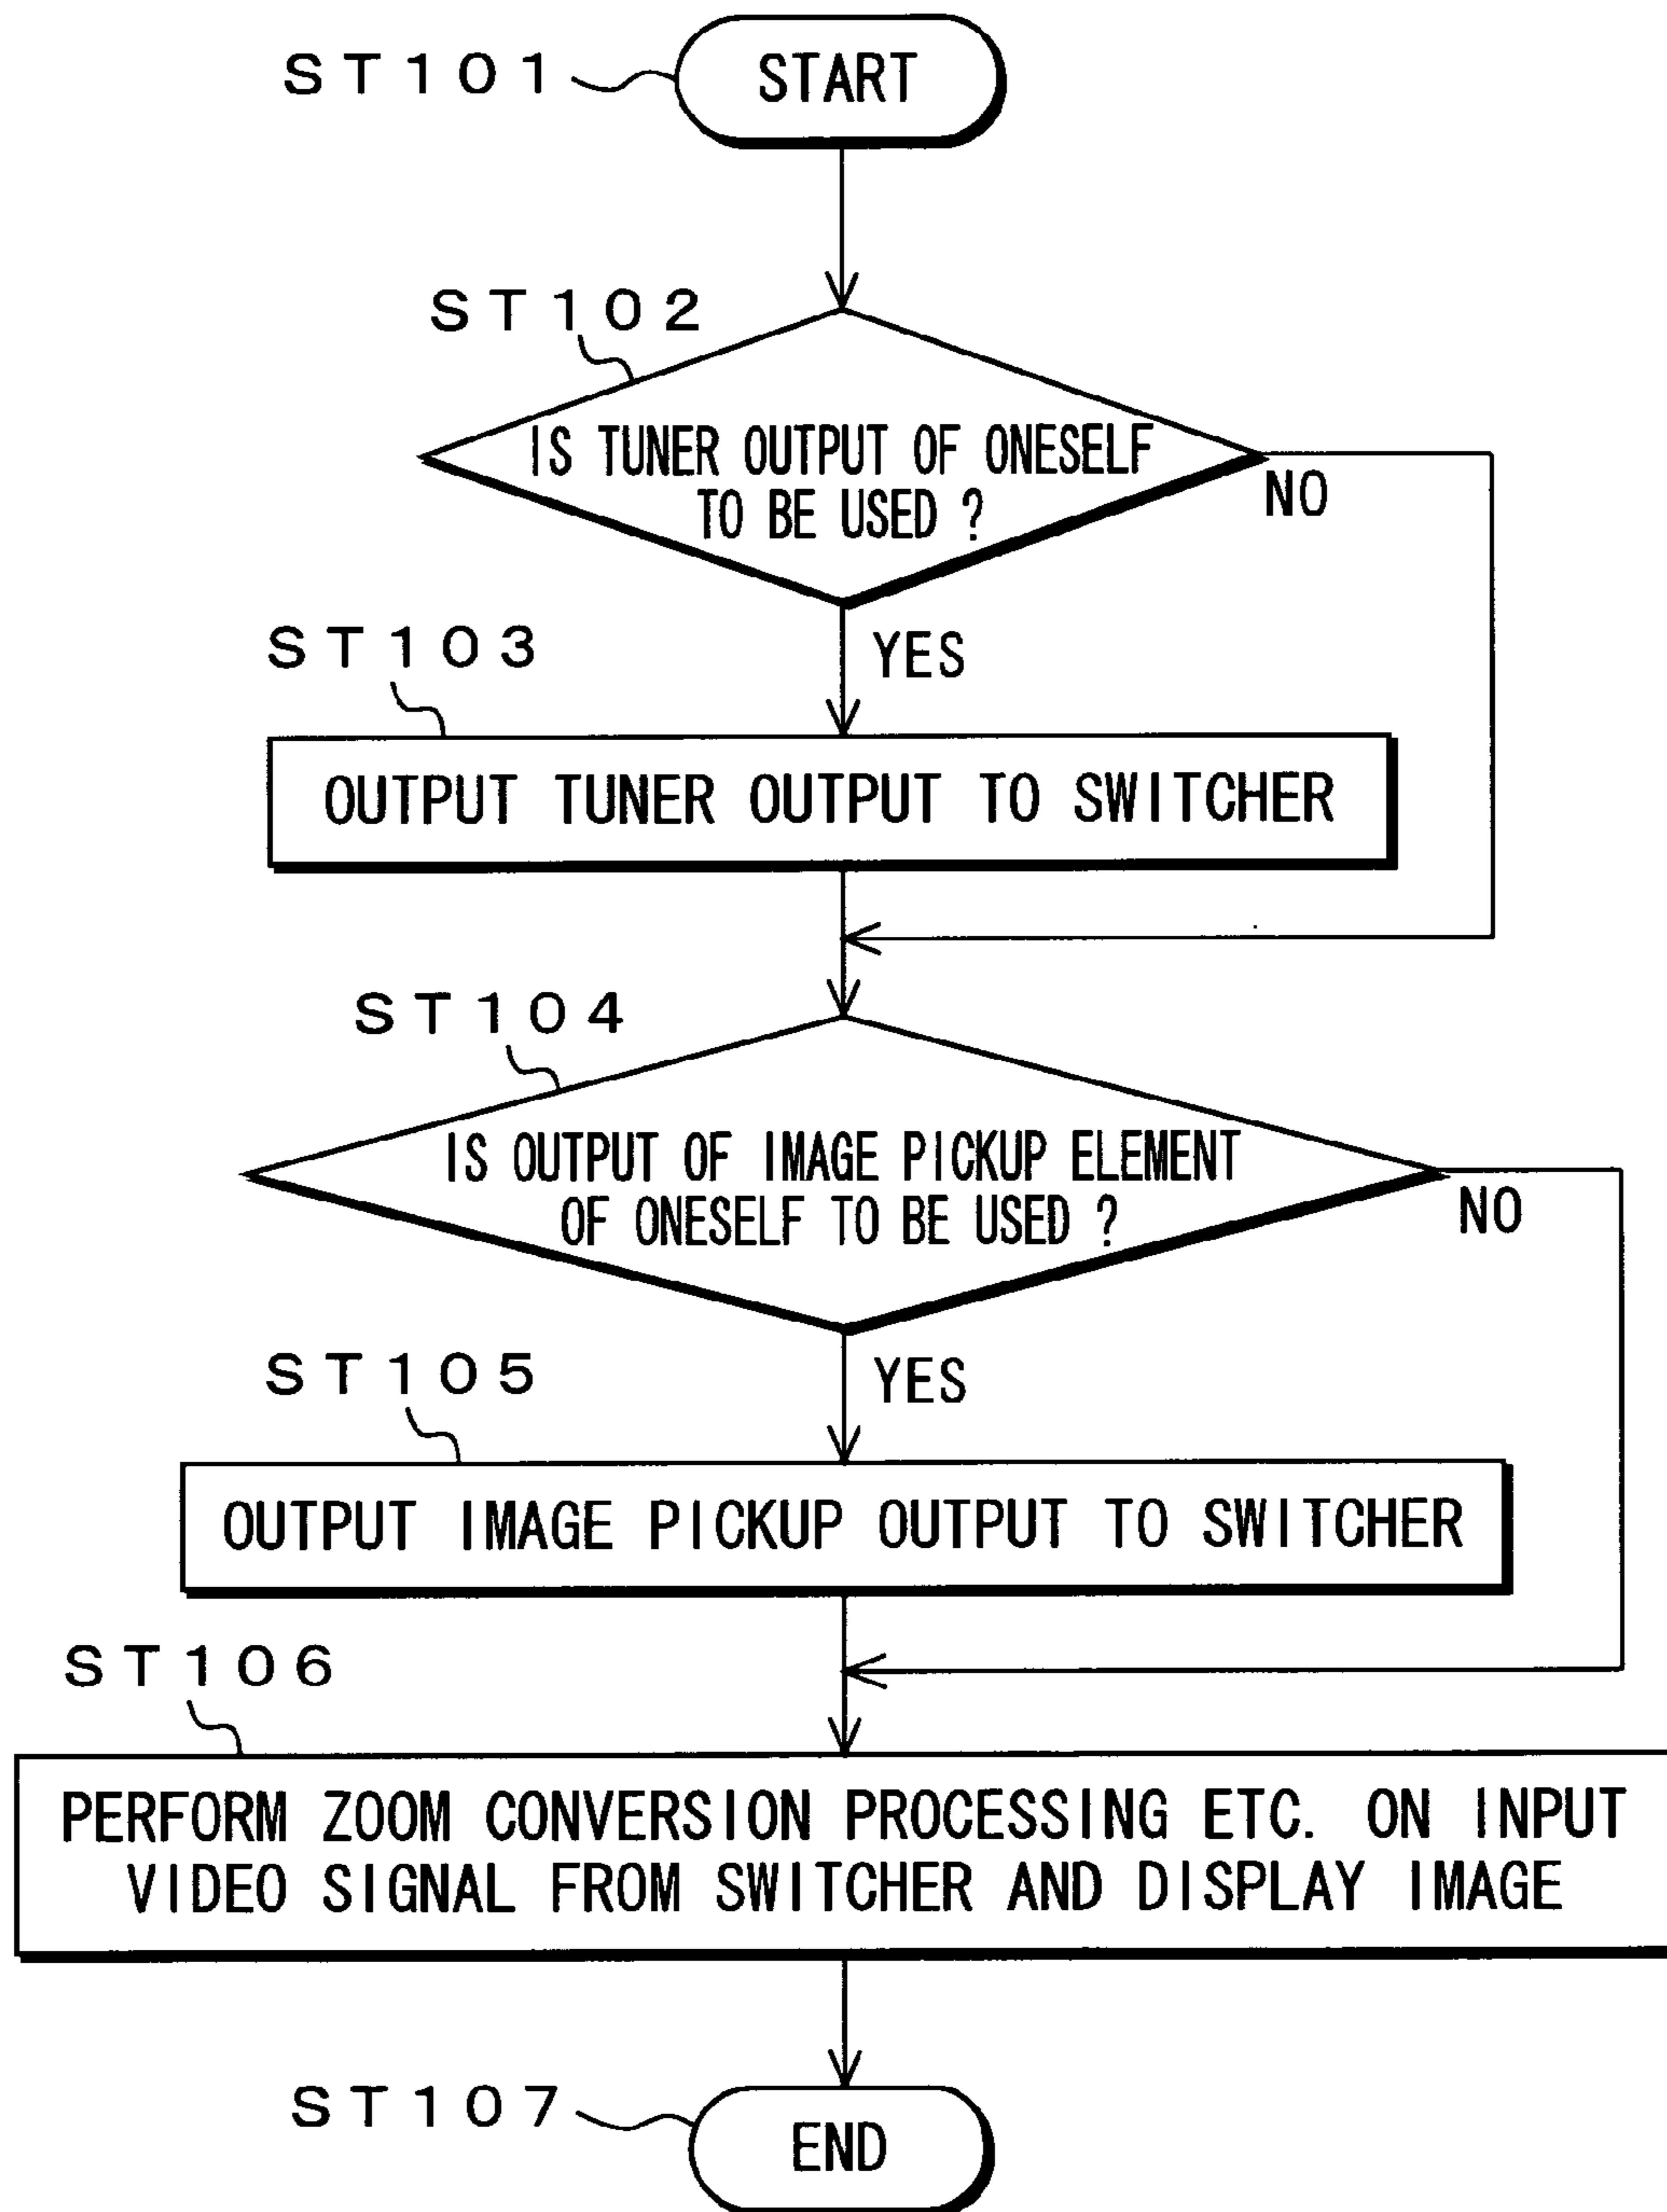 ST101
START
ST102
IS TUNER OUTPUT OF ONESELF
TO BE USED ?
NO
YES
ST103
OUTPUT TUNER OUTPUT TO SWITCHER
ST104
IS OUTPUT OF IMAGE PICKUP ELEMENT
OF ONESELF TO BE USED ?
NO
YES
ST105
OUTPUT IMAGE PICKUP OUTPUT TO SWITCHER
ST106
PERFORM ZOOM CONVERSION PROCESSING ETC. ON INPUT
VIDEO SIGNAL FROM SWITCHER AND DISPLAY IMAGE
ST107
END